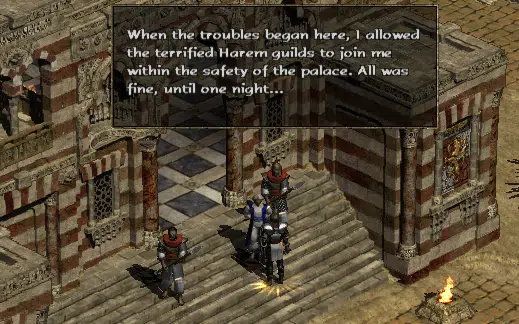 When the troubles began here, I allowed
the terrified Harem guilds to join me
within the safety of the palace. All was
fine, until one night...